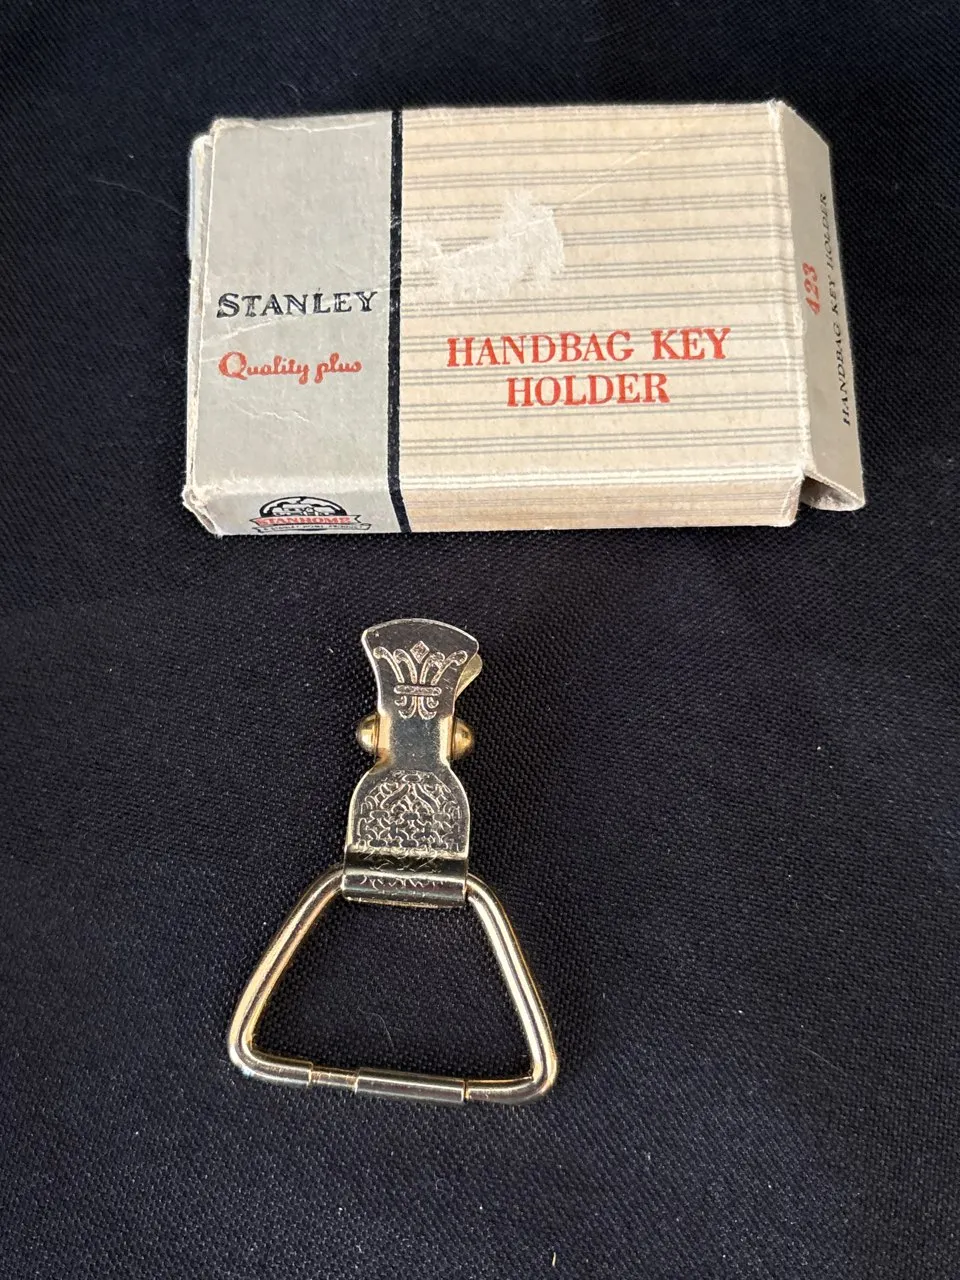 STANLEY
Quality plus
HANDBAG KEY
HOLDER
STANHOME
423
HANDBAG KEY HOLDER